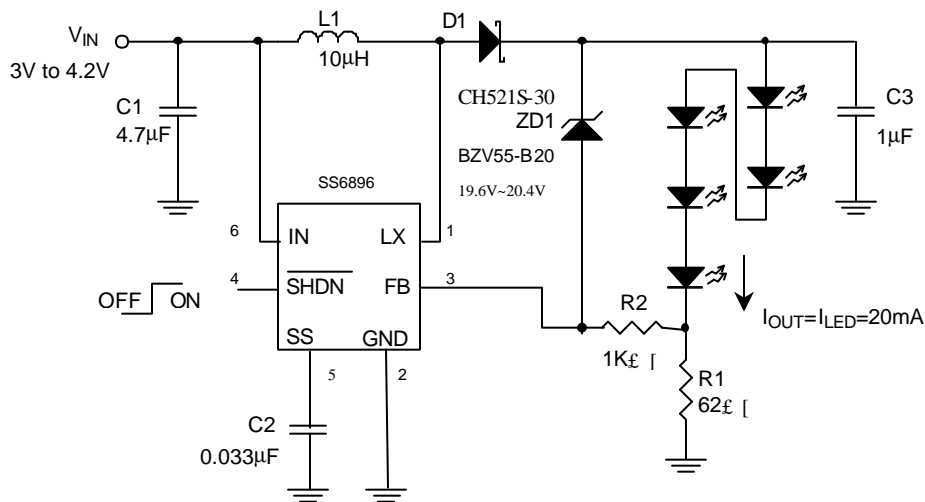 L1
D1
VIN
10μH
3V to 4.2V
C1
4.7μF
CH521S-30
ZD1
BZV55-B20
19.6V~20.4V
C3
1μF
SS6896
6
IN
LX
1
4
SHDN
FB
3
OFF
ON
SS
GND
5
2
R2
1K£ [
IOUT=ILED=20mA
R1
62£ [
C2
0.033μF